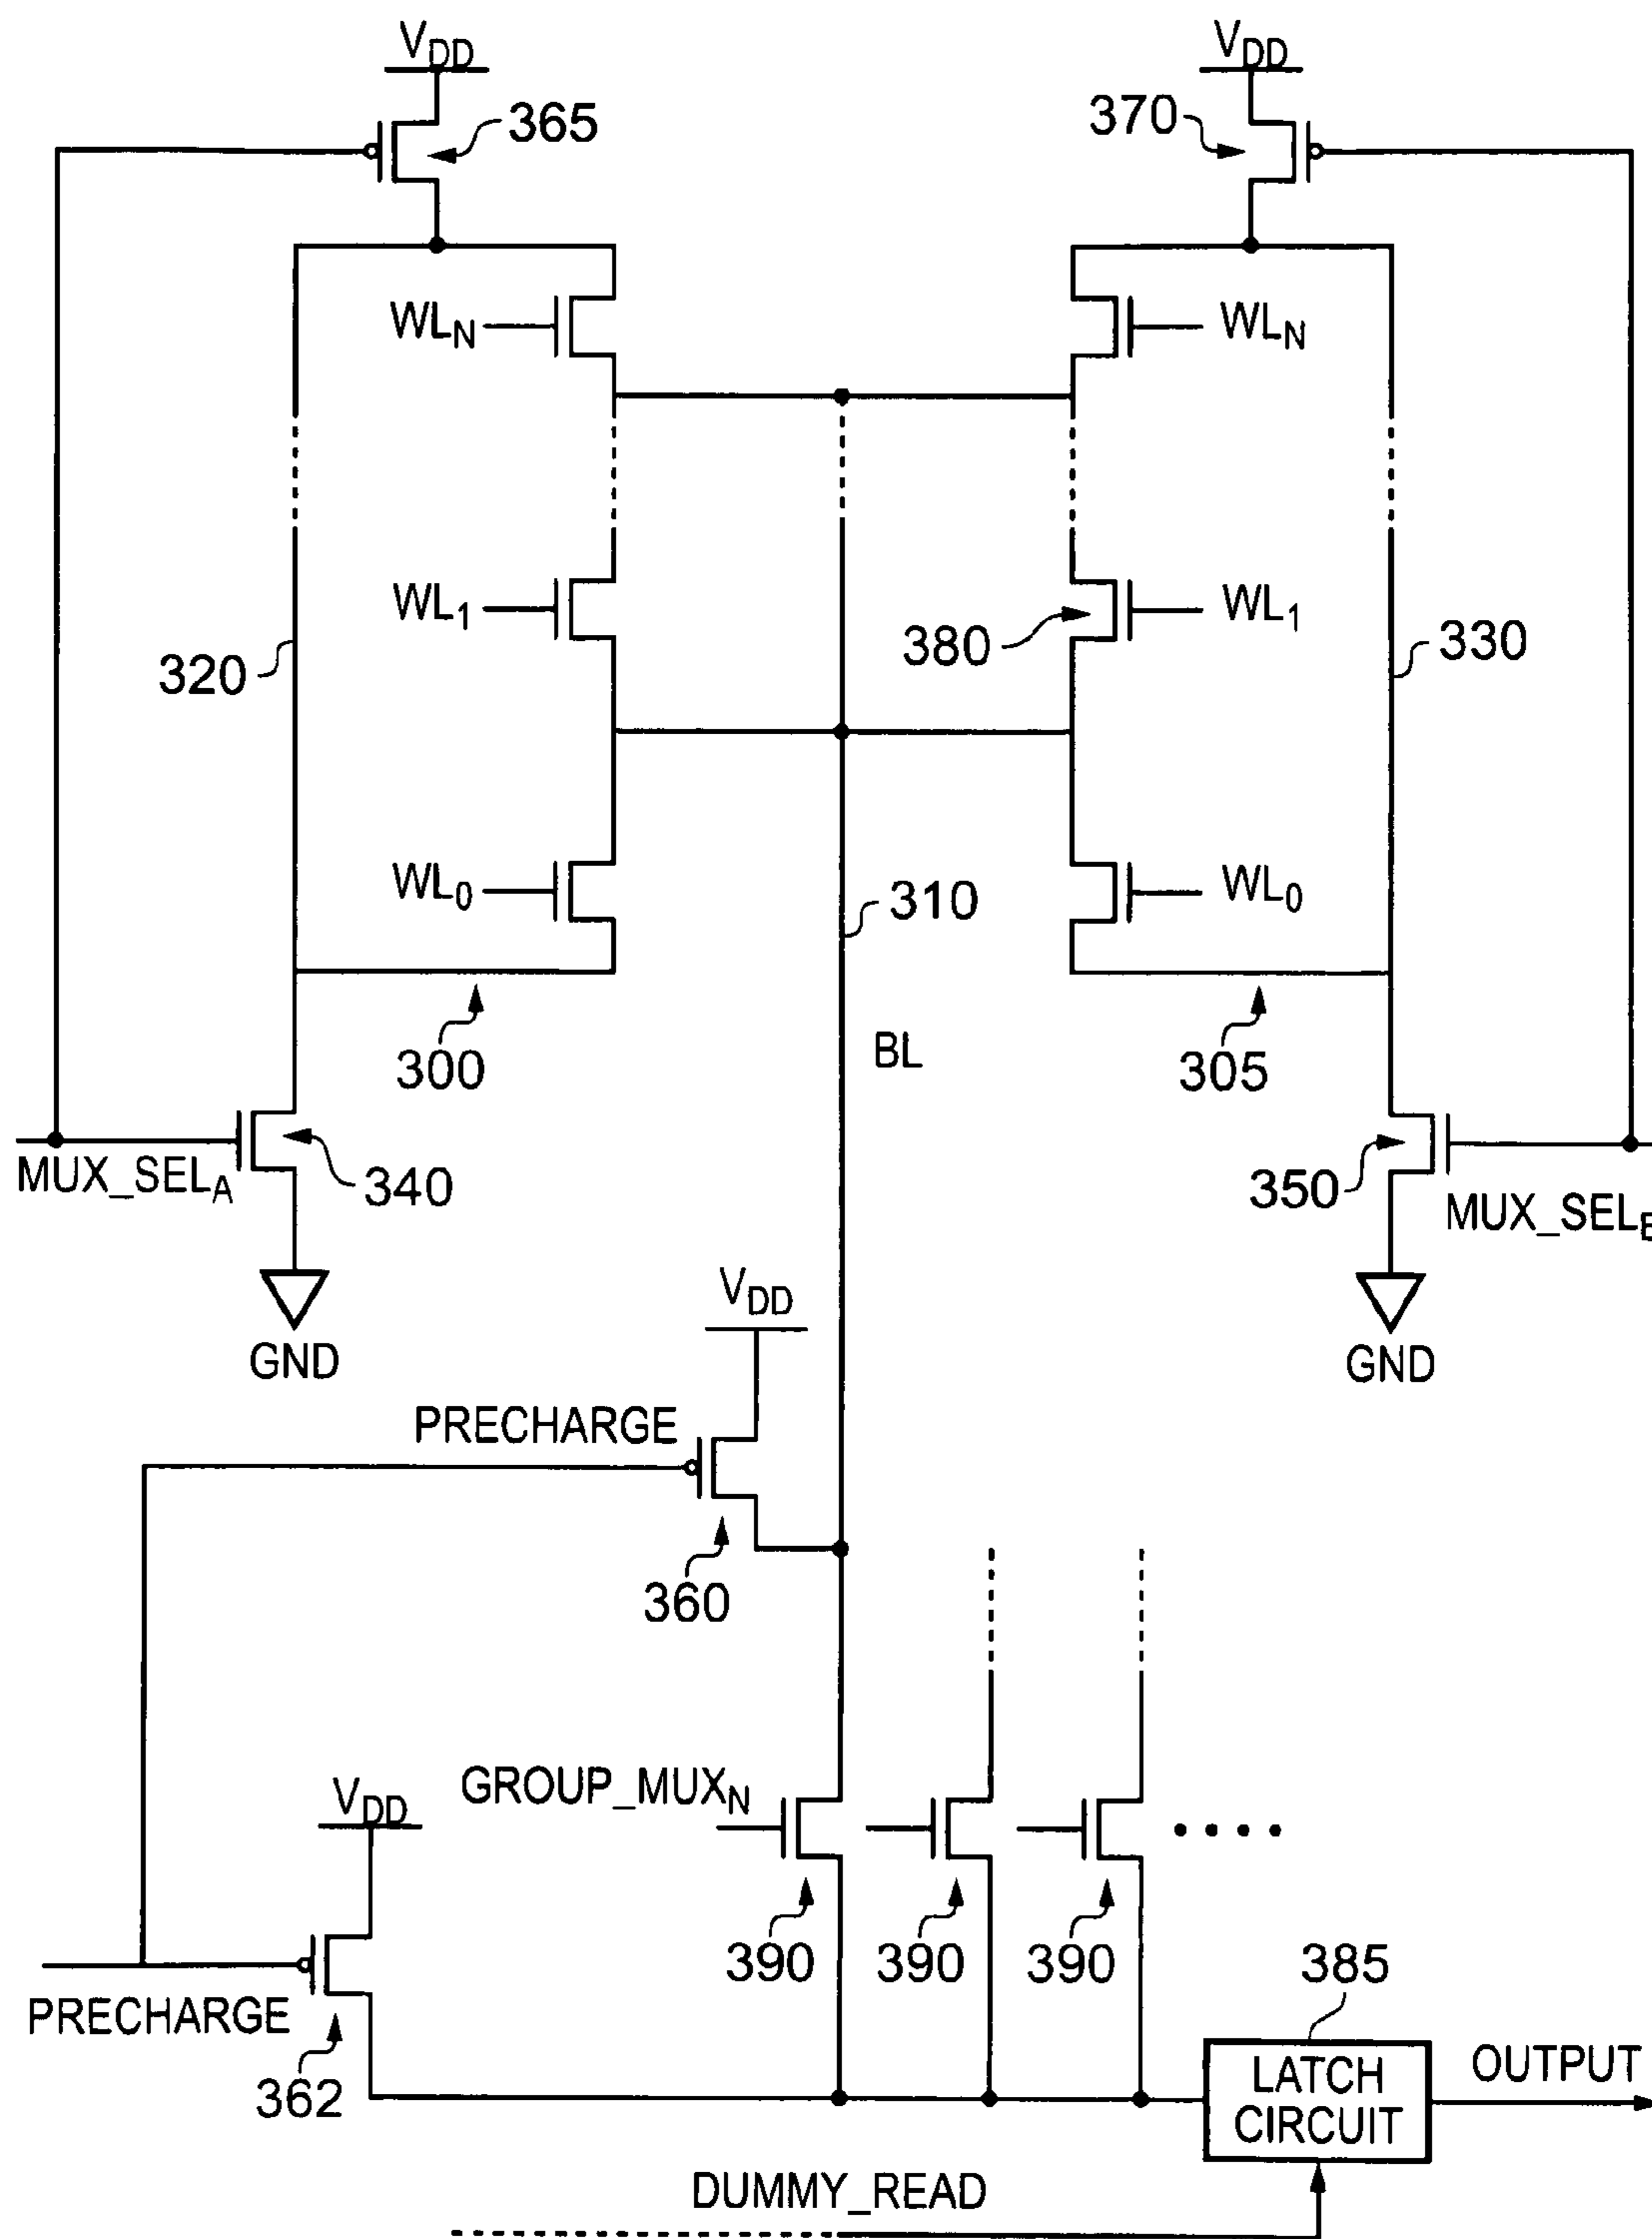 VDD
VDD
365
370
WLN
WLN
WL1
WL1
380
320
330
WL0
WL0
310
300
BL
305
MUX_SELA
340
350
MUX_SELB
GND
VDD
GND
PRECHARGE
360
VDD
GROUP_MUXN
390
390
390
385
PRECHARGE
362
LATCH
CIRCUIT
OUTPUT
DUMMY_READ